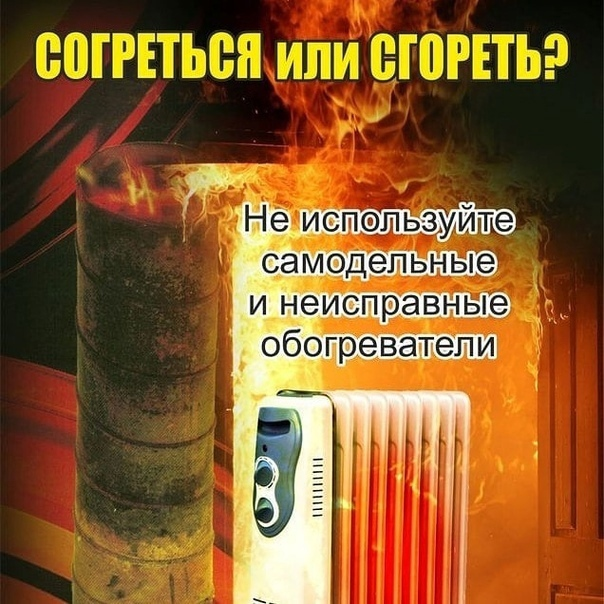 СОГРЕТЬСЯ или СГОРЕТЬ?
Не используйте
самодельные
и неисправные
обогреватели